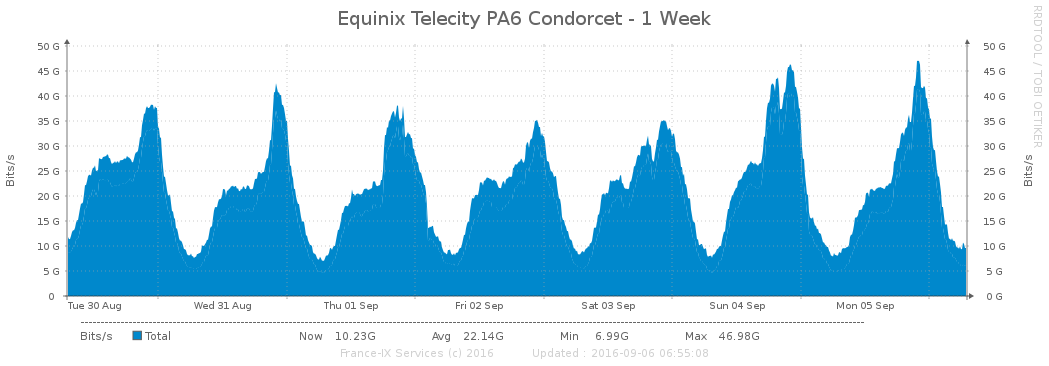 Equinix Telecity PA6 Condorcet - 1 Week
RRDTOOL / TOBI OETIKER
50 G 50 G
45 G 45 G
40 G 40 G
35 G 35 G
30 G 30 G
25 G 25 G
20 G 20 G
15 G 15 G
10 G 10 G
5 G 5 G
0 0 G
Bits/s
Bits/s
Tue 30 Aug Wed 31 Aug Thu 01 Sep Fri 02 Sep Sat 03 Sep Sun 04 Sep Mon 05 Sep
Bits/s Total Now 10.23G Avg 22.14G Min 6.99G Max 46.98G
France-IX Services (c) 2016 Updated : 2016-09-06 06:55:08